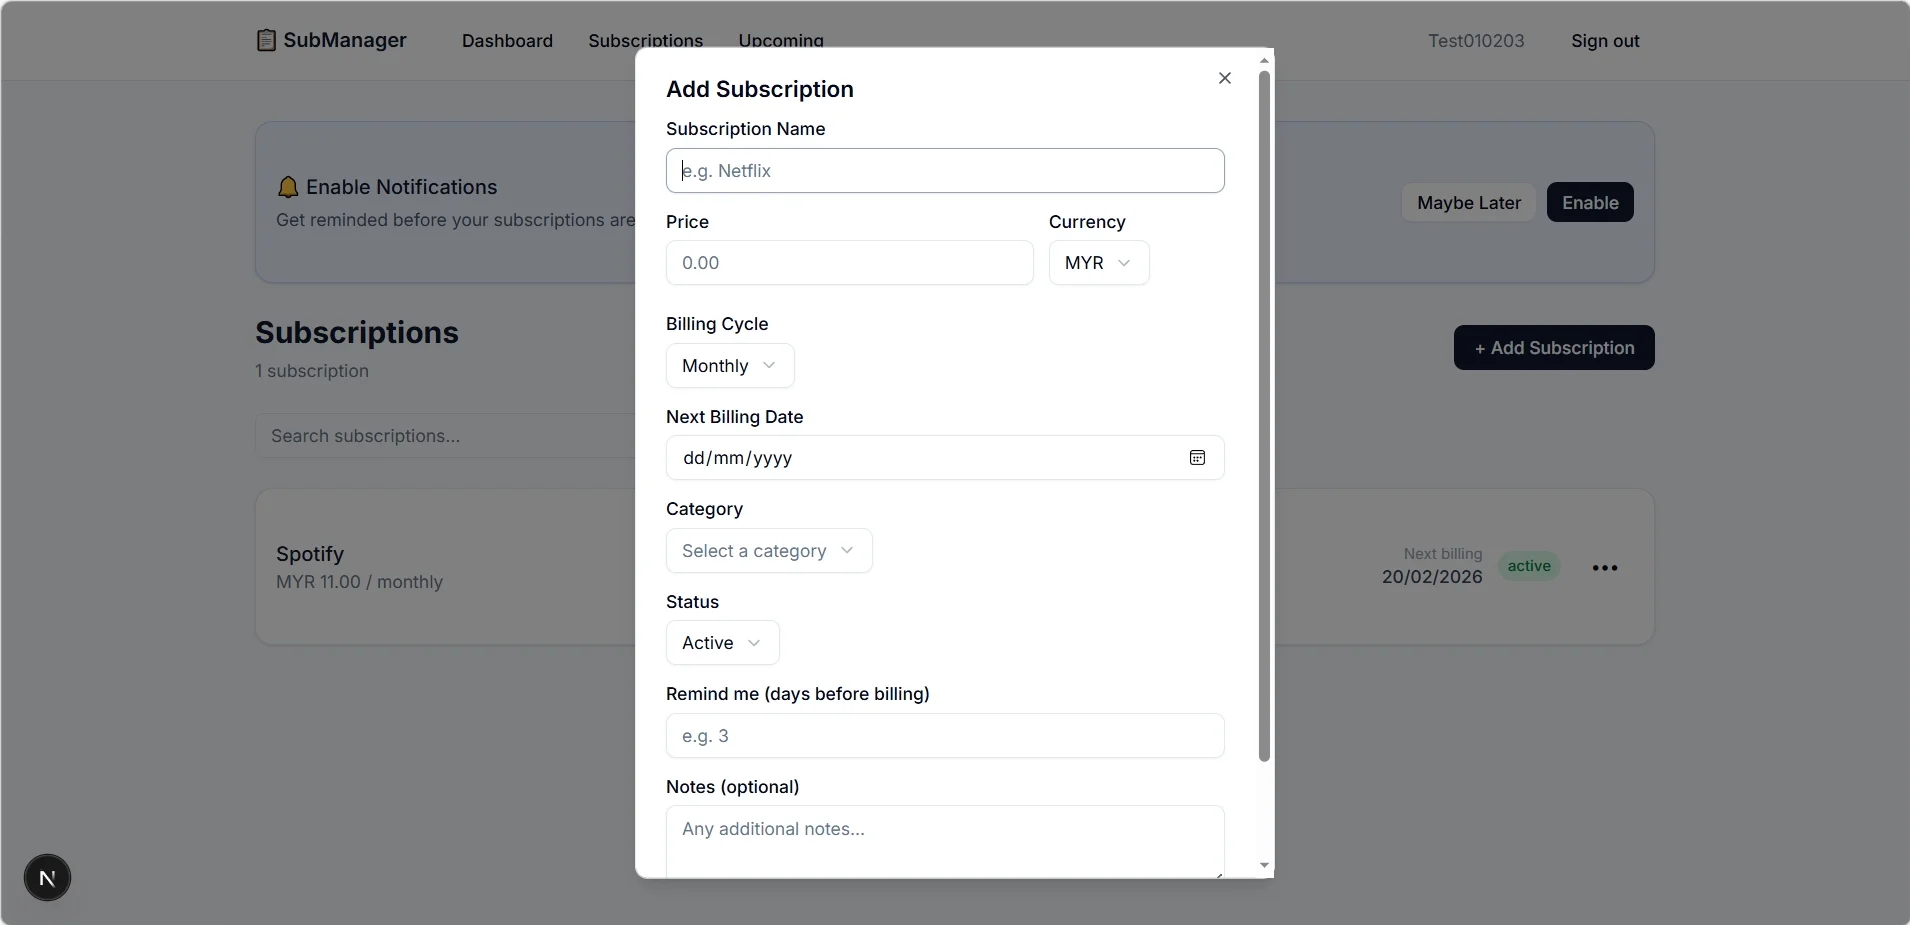 SubManager
Dashboard
Subscriptions
Upcoming
Test010203
Sign out
Enable Notifications
Get reminded before your subscriptions are
Maybe Later
Enable
Subscriptions
1 subscription
+ Add Subscription
Search subscriptions...
Spotify
MYR 11.00 / monthly
Next billing
20/02/2026
active
Add Subscription
Subscription Name
e.g. Netflix
Price
Currency
0.00
MYR
Billing Cycle
Monthly
Next Billing Date
dd/mm/yyyy
Category
Select a category
Status
Active
Remind me (days before billing)
e.g. 3
Notes (optional)
Any additional notes...
N